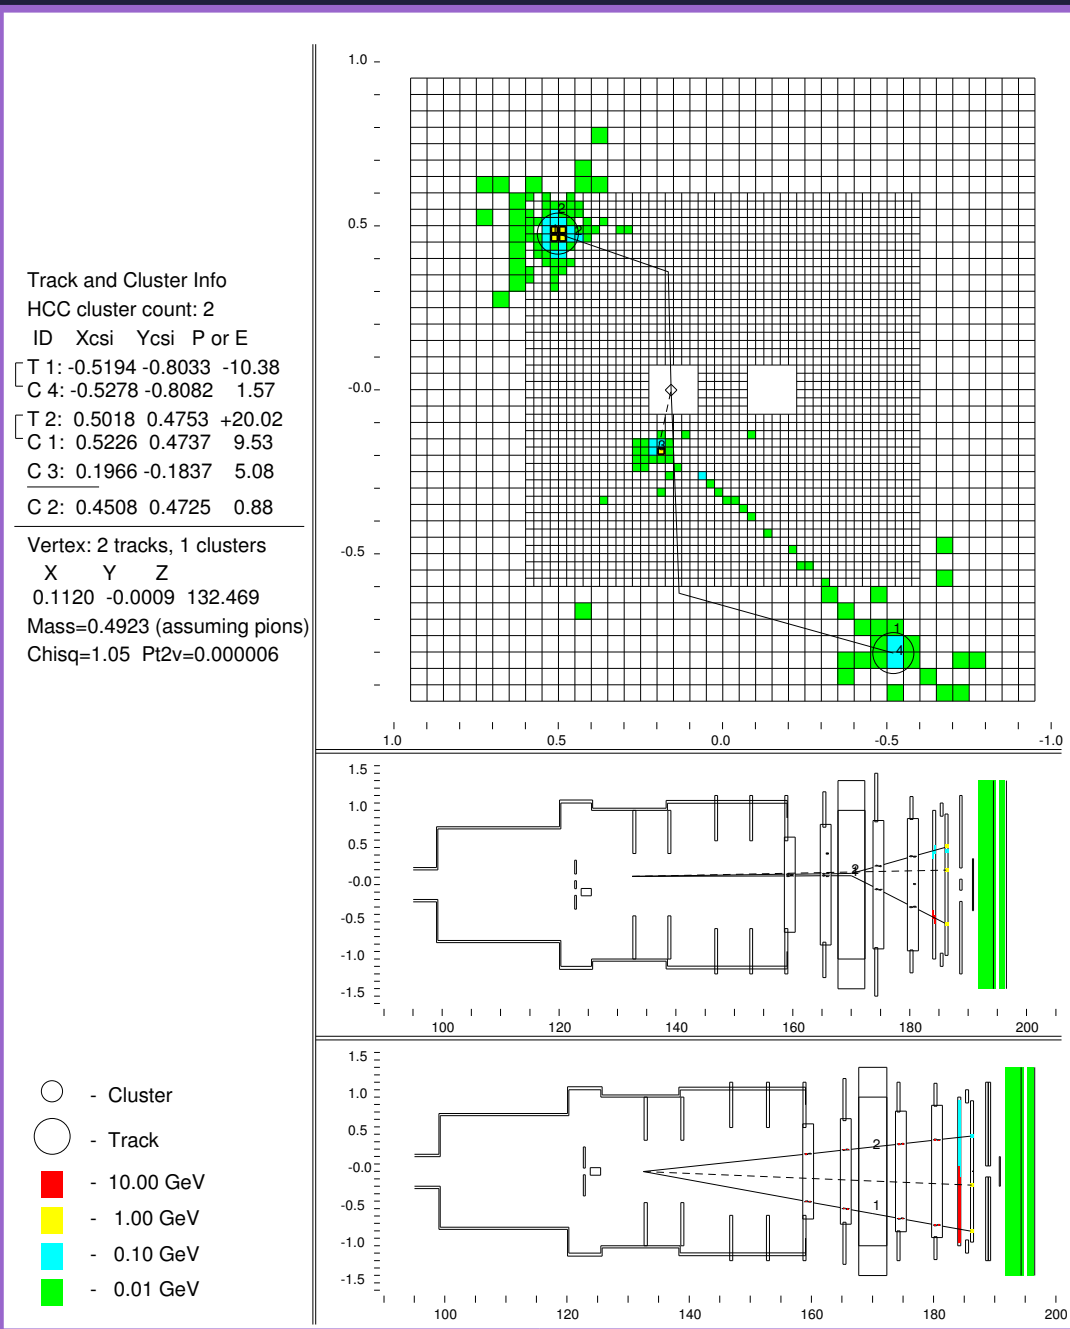 Track and Cluster Info
HCC cluster count: 2
ID Xcsi Ycsi P or E
T 1: -0.5194 -0.8033 -10.38
C 4: -0.5278 -0.8082 1.57
T 2: 0.5018 0.4753 +20.02
C 1: 0.5226 0.4737 9.53
C 3: 0.1966 -0.1837 5.08
C 2: 0.4508 0.4725 0.88
Vertex: 2 tracks, 1 clusters
X Y Z
0.1120 -0.0009 132.469
Mass=0.4923 (assuming pions)
Chisq=1.05 Pt2v=0.000006
- Cluster
- Track
- 10.00 GeV
- 1.00 GeV
- 0.10 GeV
- 0.01 GeV
1.0
0.5
-0.0
-0.5
2
2
1
4
1.0 0.5 0.0 -0.5 -1.0
1.5
1.0
0.5
-0.0
-0.5
-1.0
-1.5
2
100 120 140 160 180 200
1.5
1.0
0.5
-0.0
-0.5
-1.0
-1.5
2
1
100 120 140 160 180 200